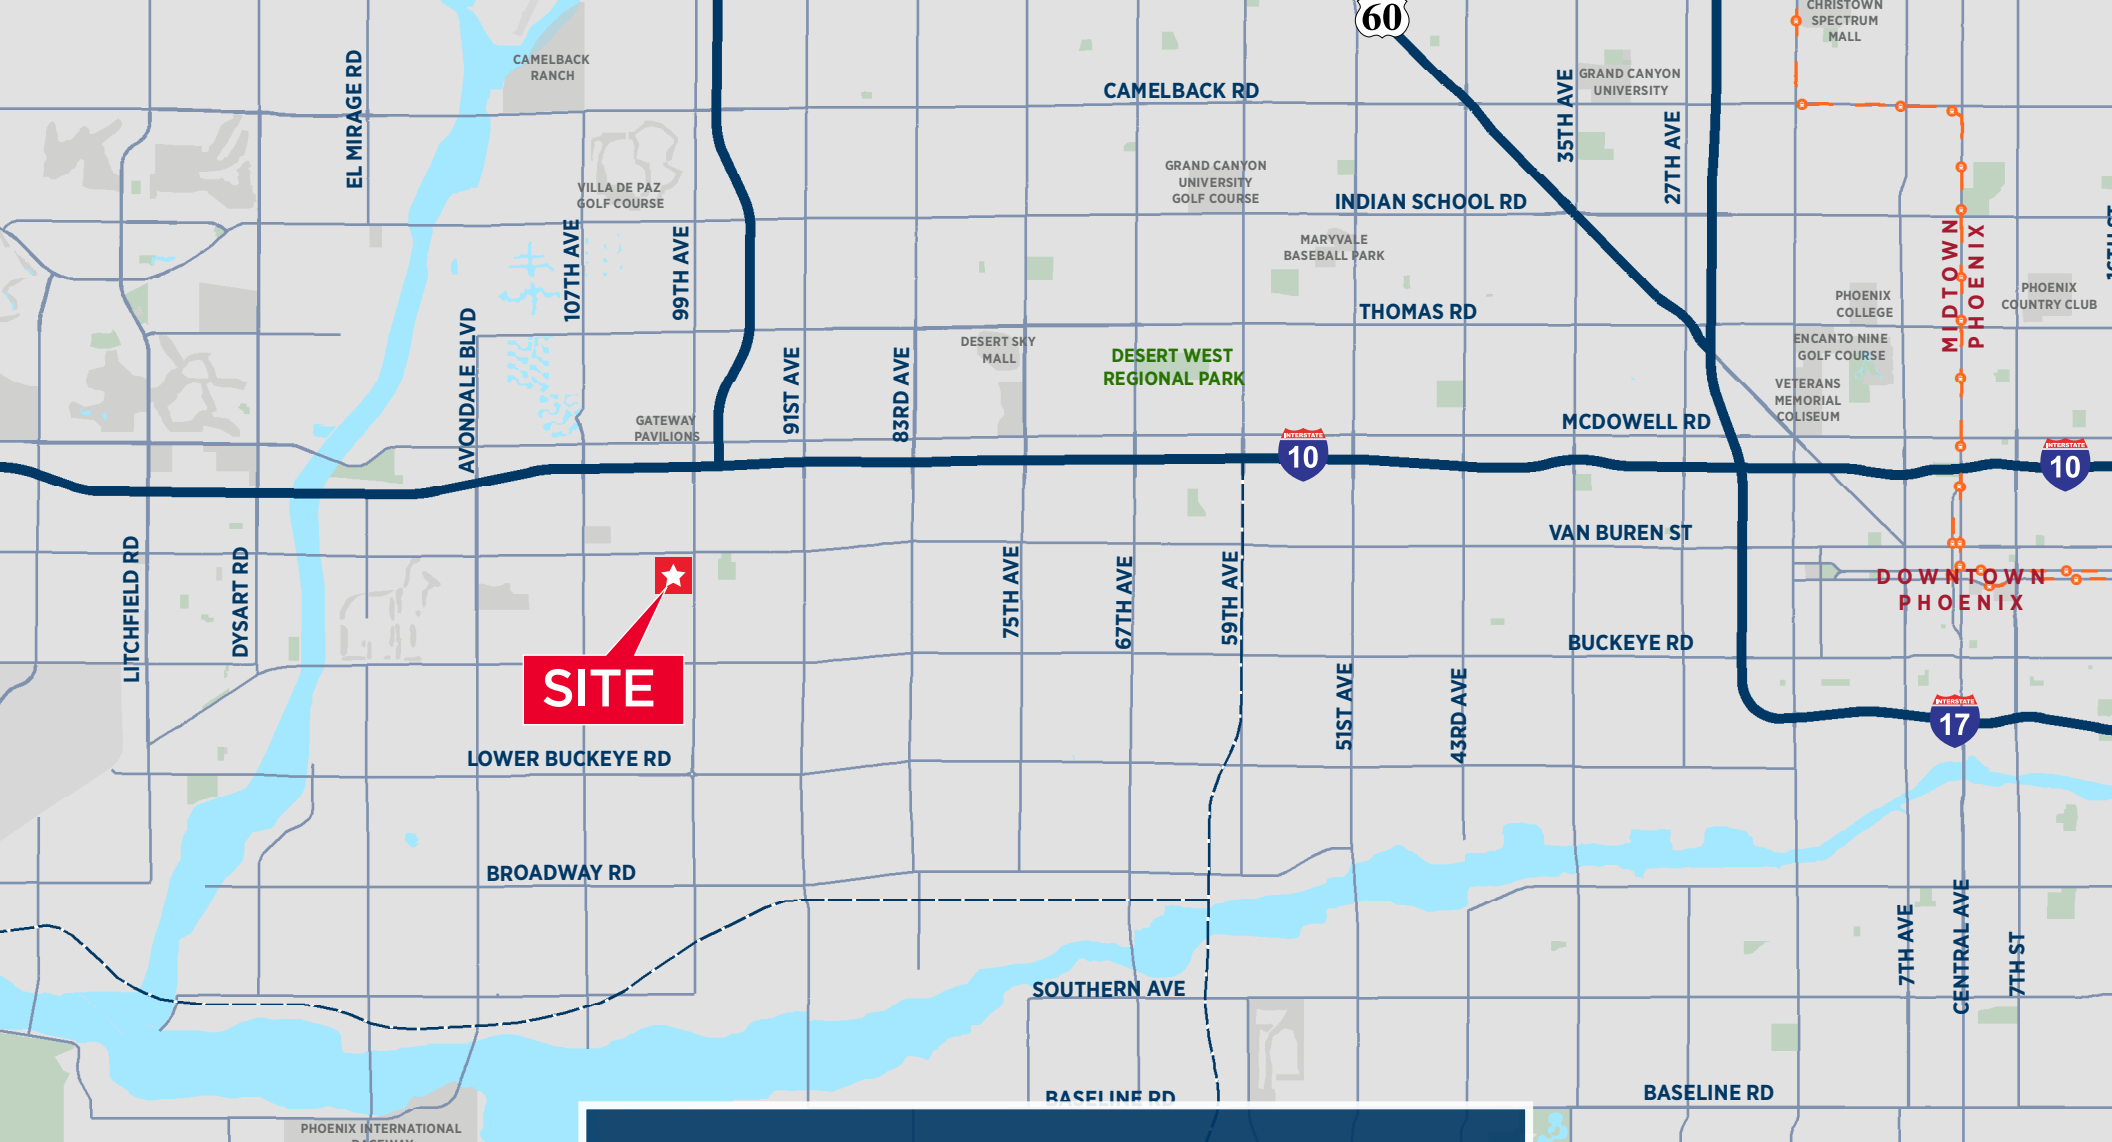 60
CHRISTOWN
SPECTRUM
MALL
CAMELBACK
RANCH
EL MIRAGE RD
CAMELBACK RD
35TH AVE
GRAND CANYON
UNIVERSITY
27TH AVE
VILLA DE PAZ
GOLF COURSE
GRAND CANYON
UNIVERSITY
GOLF COURSE
INDIAN SCHOOL RD
107TH AVE
99TH AVE
MARYVALE
BASEBALL PARK
MIDTOWN
PHOENIX
16TH ST
PHOENIX
COLLEGE
PHOENIX
COUNTRY CLUB
THOMAS RD
AVONDALE BLVD
91ST AVE
83RD AVE
DESERT SKY
MALL
DESERT WEST
REGIONAL PARK
ENCANTO NINE
GOLF COURSE
VETERANS
MEMORIAL
COLISEUM
GATEWAY
PAVILIONS
MCDOWELL RD
INTERSTATE
10
INTERSTATE
10
LITCHFIELD RD
DYSART RD
VAN BUREN ST
75TH AVE
67TH AVE
59TH AVE
DOWNTOWN
PHOENIX
BUCKEYE RD
SITE
51ST AVE
43RD AVE
INTERSTATE
17
LOWER BUCKEYE RD
BROADWAY RD
7TH AVE
CENTRAL AVE
7TH ST
SOUTHERN AVE
BASELINE RD
BASELINE RD
PHOENIX INTERNATIONAL
RACEWAY